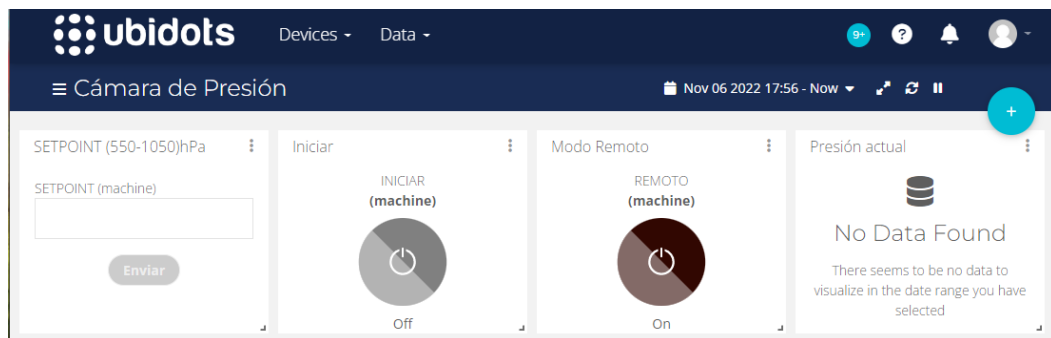 ubidots
Devices
Data
9+
?
Cámara de Presión
Nov 06 2022 17:56 - Now
+
SETPOINT (550-1050)hPa
SETPOINT (machine)
Enviar
Iniciar
INICIAR
(machine)
Off
Modo Remoto
REMOTO
(machine)
On
Presión actual
No Data Found
There seems to be no data to
visualize in the date range you have
selected